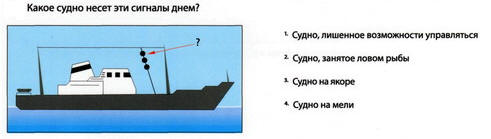 Какое судно несет эти сигналы днем?
?
1. Судно, лишенное возможности управляться
2. Судно, занятое ловом рыбы
3. Судно на якоре
4. Судно на мели